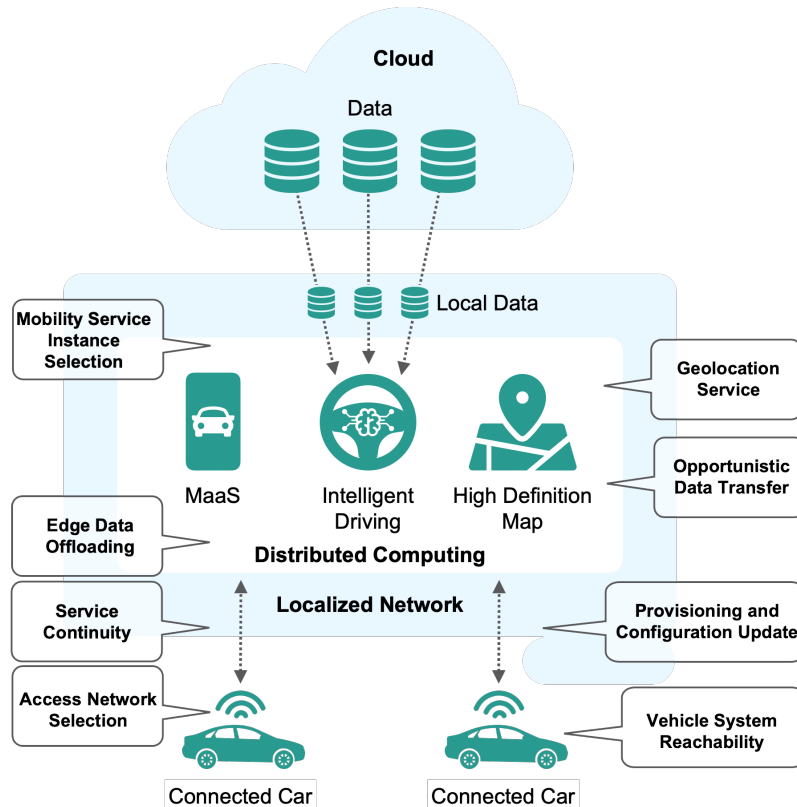 Cloud
Data
Local Data
Mobility Service
Instance
Selection
Geolocation
Service
MaaS
Intelligent
Driving
High Definition
Map
Opportunistic
Data Transfer
Edge Data
Offloading
Distributed Computing
Service
Continuity
Localized Network
Provisioning and
Configuration Update
Access Network
Selection
Vehicle System
Reachability
Connected Car
Connected Car